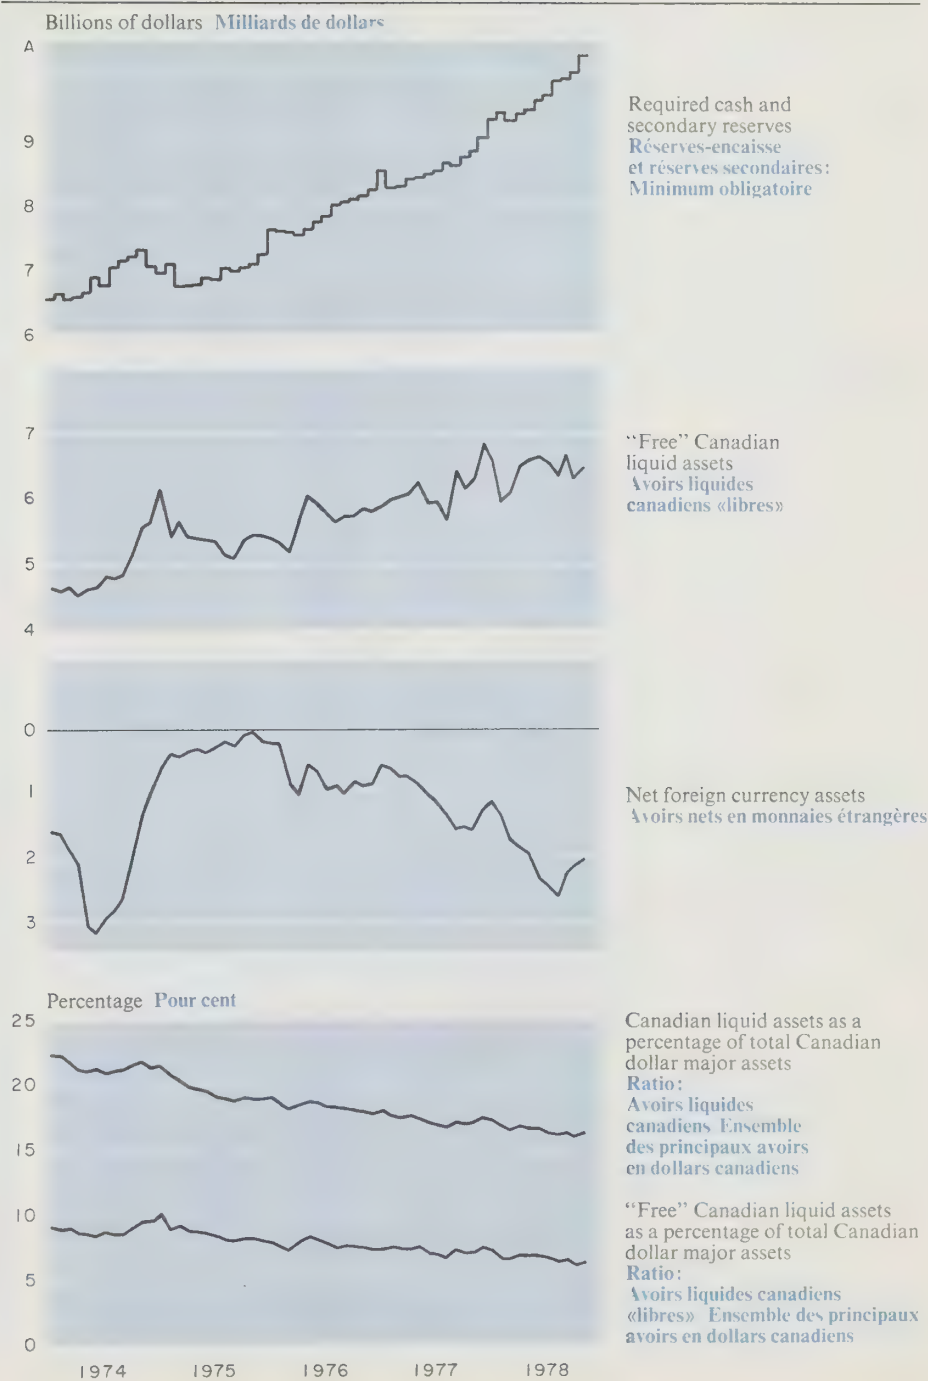 Billions of dollars Milliards de dollars
A
9
8
7
6
Required cash and
secondary reserves
Réserves-encaisse
et réserves secondaires:
Minimum obligatoire
7
6
5
4
“Free” Canadian
liquid assets
Avoirs liquides
canadiens «libres»
0
1
2
3
Net foreign currency assets
Avoirs nets en monnaies étrangères
Percentage Pour cent
25
20
15
10
5
0
Canadian liquid assets as a
percentage of total Canadian
dollar major assets
Ratio:
Avoirs liquides
canadiens Ensemble
des principaux avoirs
en dollars canadiens
“Free” Canadian liquid assets
as a percentage of total Canadian
dollar major assets
Ratio:
Avoirs liquides canadiens
«libres» Ensemble des principaux
avoirs en dollars canadiens
1974 1975 1976 1977 1978